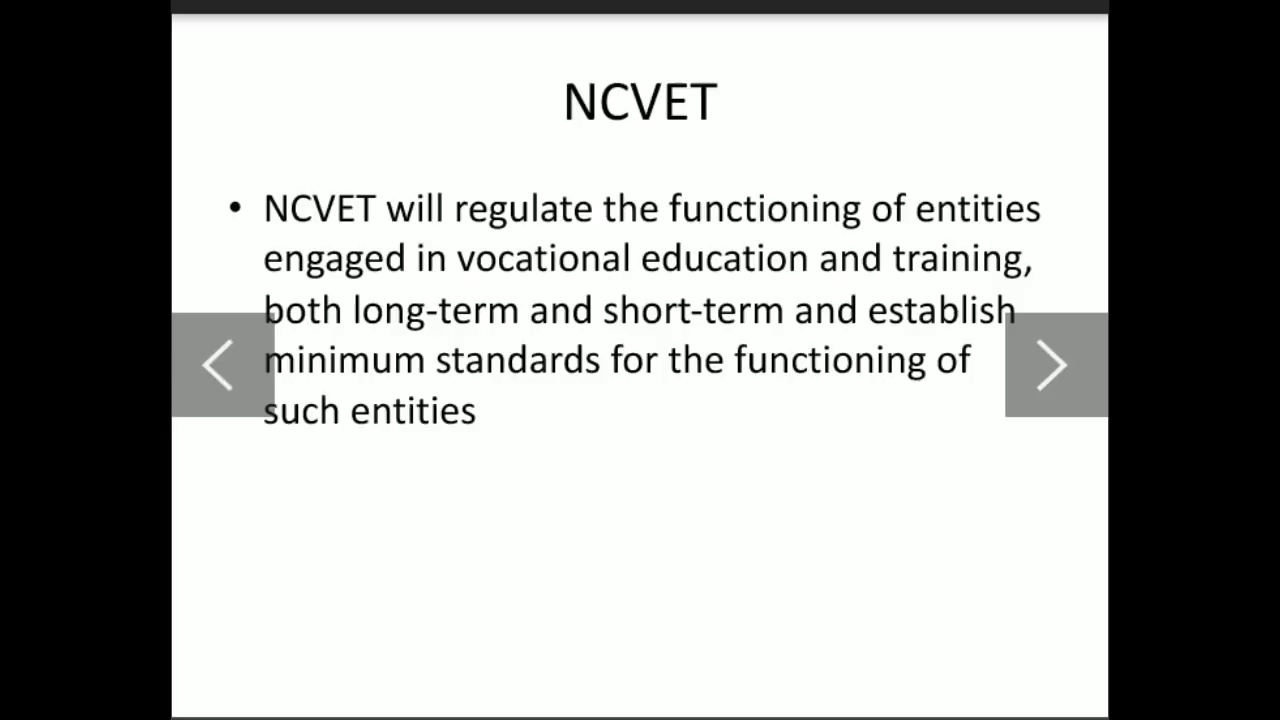 NCVET
• NCVET will regulate the functioning of entities
engaged in vocational education and training,
both long-term and short-term and establish
minimum standards for the functioning of
such entities